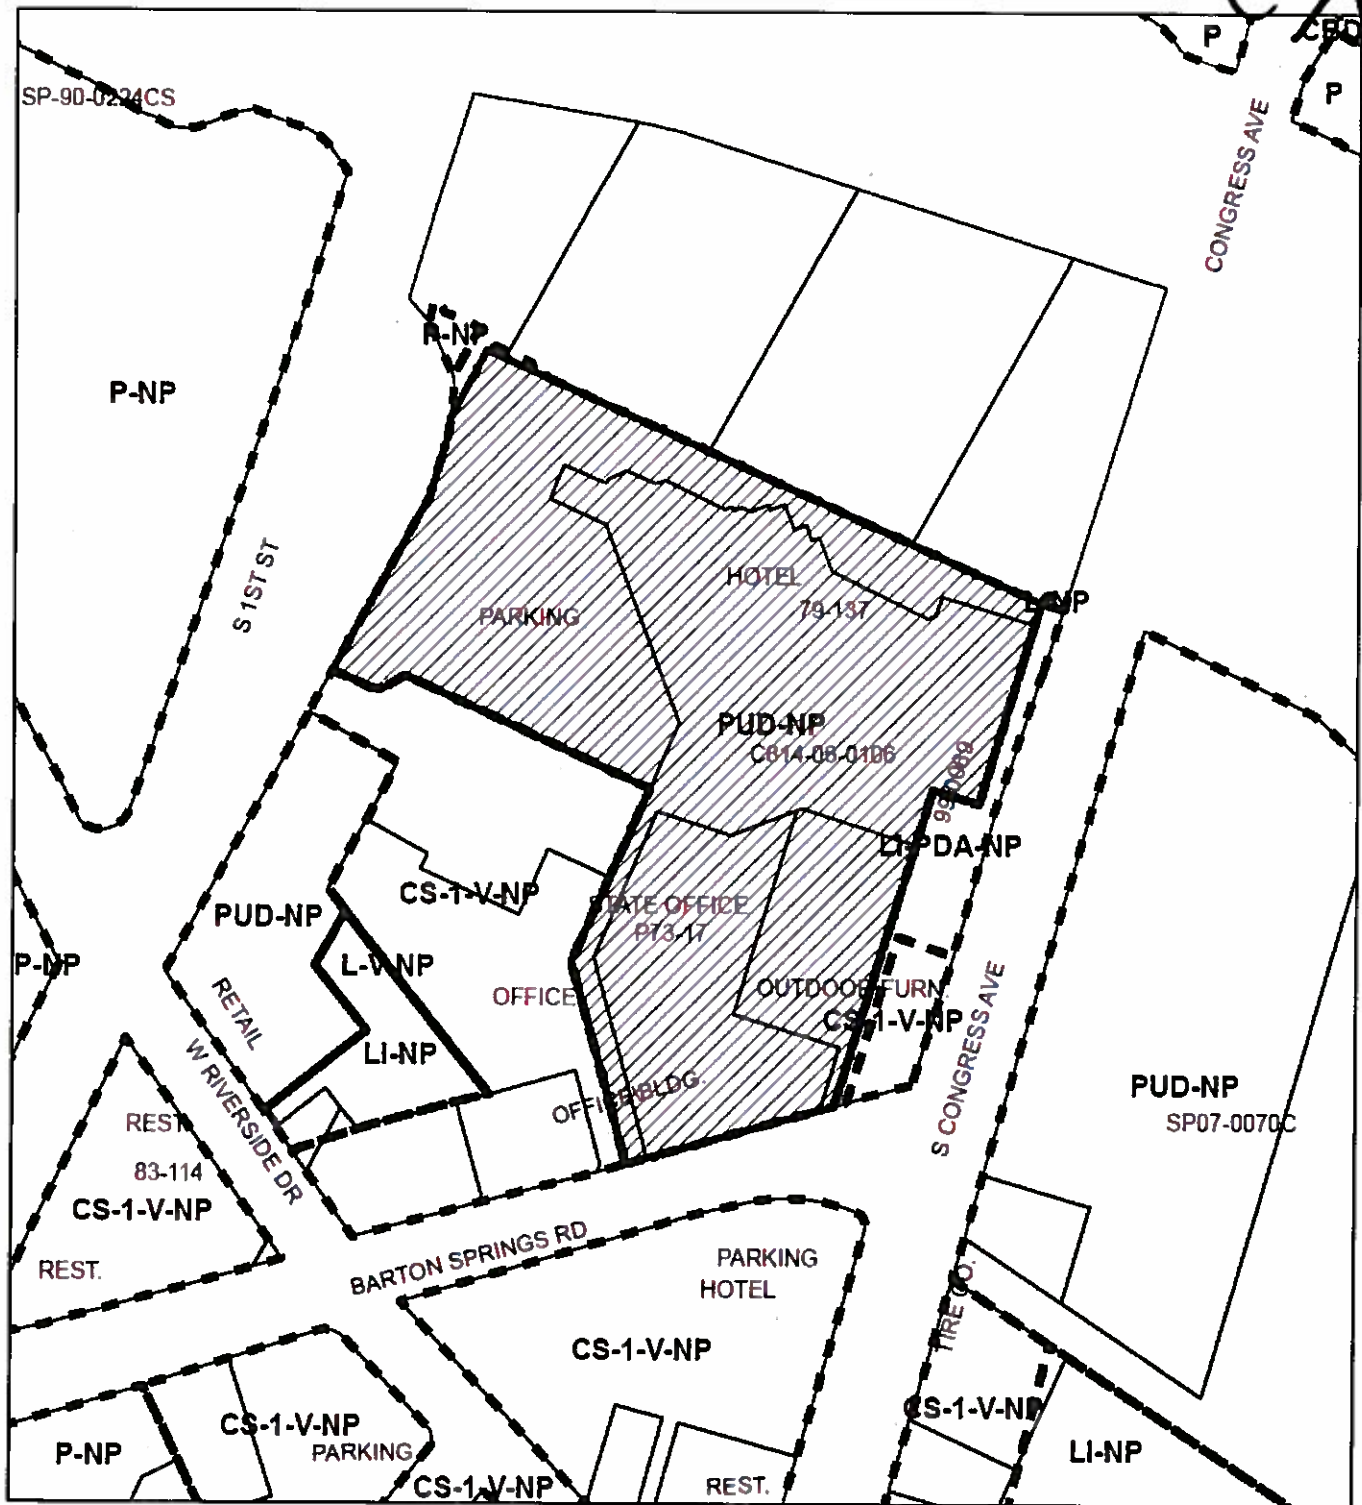 P
CBD
P
SP-90-0224CS
CONGRESS AVE
P-NP
P-NP
S 1ST ST
HOTEL
79-137
PARKING
L-NP
PUD-NP
C814-08-0106
99-0069
LI-PDA-NP
CS-1-V-NP
STATE OFFICE
P73-17
PUD-NP
P-NP
L-V-NP
OFFICE
OUTDOOR FURN.
CS-1-V-NP
RETAIL
LI-NP
S CONGRESS AVE
W RIVERSIDE DR
OFFICE BLDG.
PUD-NP
SP07-0070C
REST
83-114
CS-1-V-NP
REST.
BARTON SPRINGS RD
PARKING
HOTEL
TIRE CO.
CS-1-V-NP
CS-1-V-NP
CS-1-V-NP
PARKING
P-NP
LI-NP
CS-1-V-NP
REST.